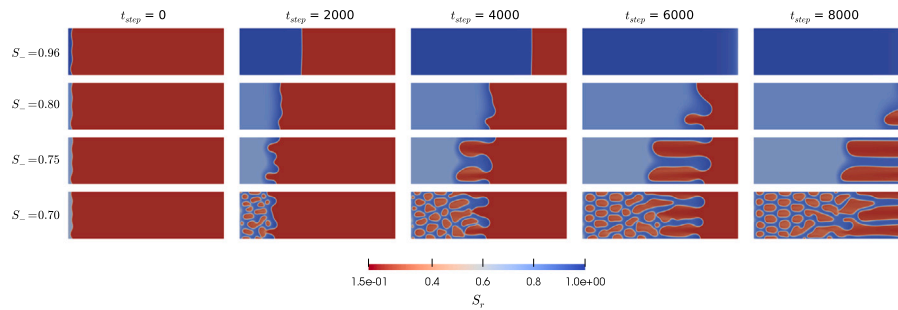 t_step = 0 t_step = 2000 t_step = 4000 t_step = 6000 t_step = 8000
S_−=0.96
S_−=0.80
S_−=0.75
S_−=0.70
1.5e-01 0.4 0.6 0.8 1.0e+00
S_r